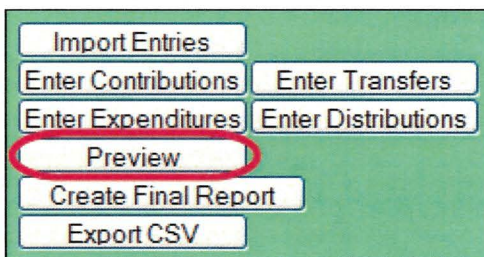 Import Entries
Enter Contributions Enter Transfers
Enter Expenditures Enter Distributions
Preview
Create Final Report
Export CSV